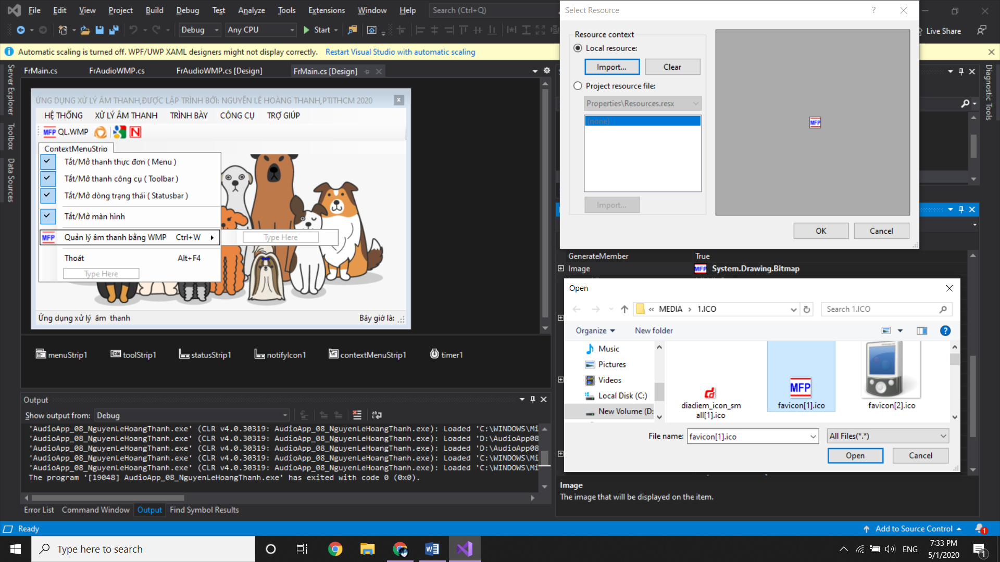 File Edit View Project Build Debug Test Analyze Tools Extensions Window Help Search (Ctrl+Q)
Debug Any CPU Start Live Share
Automatic scaling is turned off. WPF/UWP XAML designers might not display correctly. Restart Visual Studio with automatic scaling
FrMain.cs FrAudioWMP.cs FrAudioWMP.cs [Design] FrMain.cs [Design]
Server Explorer
Toolbox
Data Sources
ỨNG DỤNG XỬ LÝ ÂM THANH,ĐƯỢC LẬP TRÌNH BỞI: NGUYỄN LÊ HOÀNG THANH,PTITHCM 2020
HỆ THỐNG XỬ LÝ ÂM THANH TRÌNH BÀY CÔNG CỤ TRỢ GIÚP
MFP QL.WMP N
ContextMenuStrip
Tắt/Mở thanh thực đơn ( Menu )
Tắt/Mở thanh công cụ ( Toolbar )
Tắt/Mở dòng trạng thái ( Statusbar )
Tắt/Mở màn hình
MFP Quản lý âm thanh bằng WMP Ctrl+W Type Here
Thoát Alt+F4
Type Here
Ứng dụng xử lý âm thanh Bây giờ là:
menuStrip1 toolStrip1 statusStrip1 notifyIcon1 contextMenuStrip1 timer1
Output
Show output from: Debug
'AudioApp_08_NguyenLeHoangThanh.exe' (CLR v4.0.30319: AudioApp_08_NguyenLeHoangThanh.exe): Loaded 'C:\WINDOWS\Mi
'AudioApp_08_NguyenLeHoangThanh.exe' (CLR v4.0.30319: AudioApp_08_NguyenLeHoangThanh.exe): Loaded 'D:\AudioApp08
'AudioApp_08_NguyenLeHoangThanh.exe' (CLR v4.0.30319: AudioApp_08_NguyenLeHoangThanh.exe): Loaded 'D:\AudioApp08
'AudioApp_08_NguyenLeHoangThanh.exe' (CLR v4.0.30319: AudioApp_08_NguyenLeHoangThanh.exe): Loaded 'C:\WINDOWS\Mi
'AudioApp_08_NguyenLeHoangThanh.exe' (CLR v4.0.30319: AudioApp_08_NguyenLeHoangThanh.exe): Loaded 'C:\WINDOWS\Mi
The program '[19048] AudioApp_08_NguyenLeHoangThanh.exe' has exited with code 0 (0x0).
Error List Command Window Output Find Symbol Results
Select Resource ?
Resource context
Local resource:
Import... Clear
Project resource file:
Properties\Resources.resx
(none)
Import...
MFP
OK Cancel
Diagnostic Tools
GenerateMember True
Image MFP System.Drawing.Bitmap
Open
« MEDIA › 1.ICO Search 1.ICO
Organize New folder ?
Music
Pictures
Videos
Local Disk (C:)
New Volume (D:
MFP
diadiem_icon_sm
all[1].ico
favicon[1].ico
favicon[2].ico
File name: favicon[1].ico All Files(*.*)
Open Cancel
Image
The image that will be displayed on the item.
Ready Add to Source Control 1
Type here to search ENG 7:33 PM
5/1/2020 1